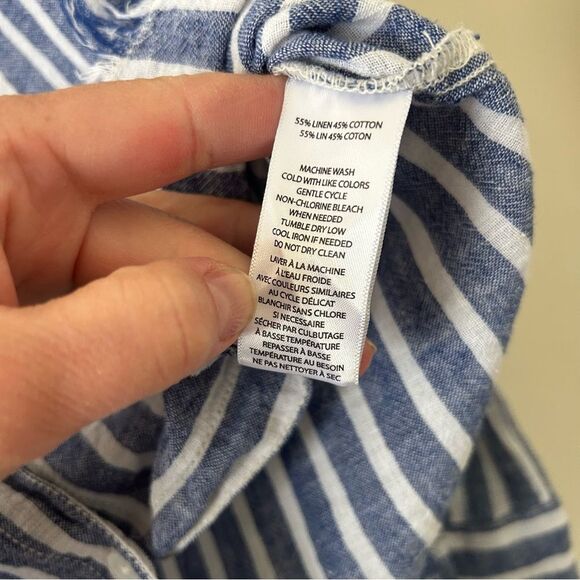 55% LINEN 45% COTTON
55% LIN 45% COTON
MACHINE WASH
COLD WITH LIKE COLORS
GENTLE CYCLE
NON-CHLORINE BLEACH
WHEN NEEDED
TUMBLE DRY LOW
COOL IRON IF NEEDED
DO NOT DRY CLEAN
LAVER À LA MACHINE
À L'EAU FROIDE
AVEC COULEURS SIMILAIRES
AU CYCLE DÉLICAT
BLANCHIR SANS CHLORE
SI NECESSAIRE
SÉCHER PAR CULBUTAGE
À BASSE TEMPÉRATURE
REPASSER À BASSE
TEMPÉRATURE AU BESOIN
NE PAS NETTOYER À SEC